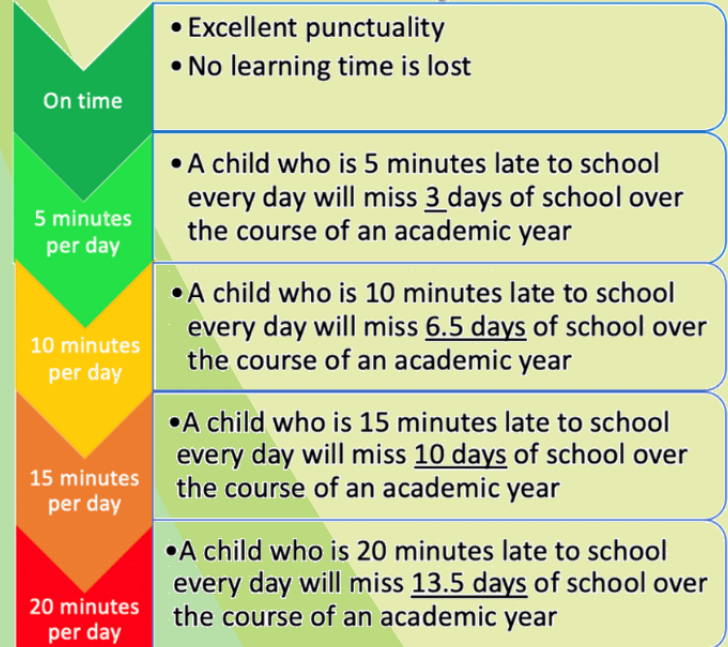 On time
• Excellent punctuality
• No learning time is lost
5 minutes
per day
• A child who is 5 minutes late to school
every day will miss 3 days of school over
the course of an academic year
10 minutes
per day
•A child who is 10 minutes late to school
every day will miss 6.5 days of school over
the course of an academic year
15 minutes
per day
•A child who is 15 minutes late to school
every day will miss 10 days of school over
the course of an academic year
20 minutes
per day
•A child who is 20 minutes late to school
every day will miss 13.5 days of school over
the course of an academic year